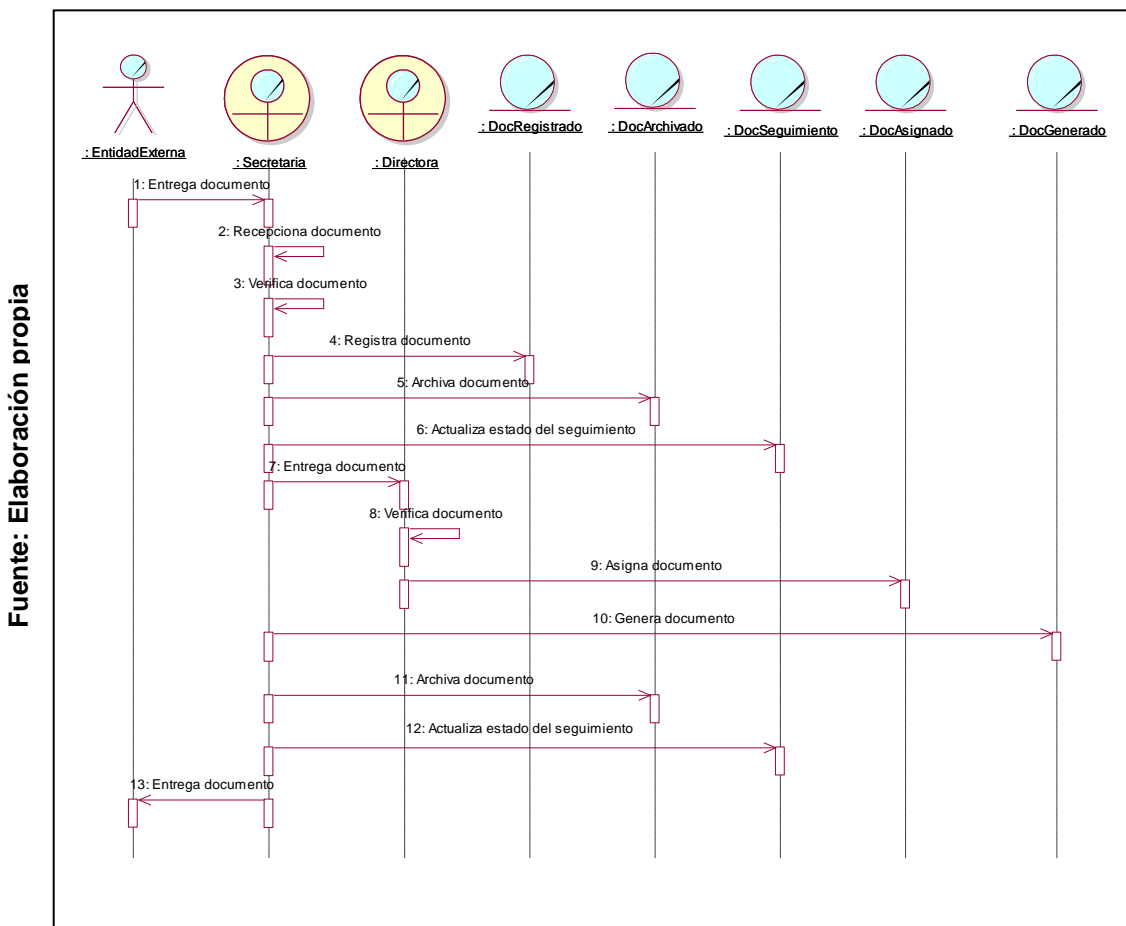 : EntidadExterna
: Secretaria
: Directora
: DocRegistrado
: DocArchivado
: DocSeguimiento
: DocAsignado
: DocGenerado
1: Entrega documento
2: Recepciona documento
3: Verifica documento
4: Registra documento
5: Archiva documento
6: Actualiza estado del seguimiento
7: Entrega documento
8: Verifica documento
9: Asigna documento
10: Genera documento
11: Archiva documento
12: Actualiza estado del seguimiento
13: Entrega documento
Fuente: Elaboración propia